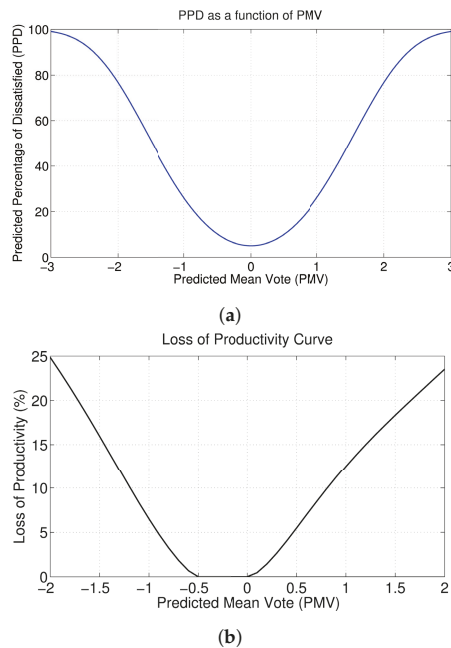 PPD as a function of PMV
Predicted Percentage of Dissatisfied (PPD)
100
80
60
40
20
0
−3 −2 −1 0 1 2 3
Predicted Mean Vote (PMV)
(a)
Loss of Productivity Curve
Loss of Productivity (%)
25
20
15
10
5
0
−2 −1.5 −1 −0.5 0 0.5 1 1.5 2
Predicted Mean Vote (PMV)
(b)